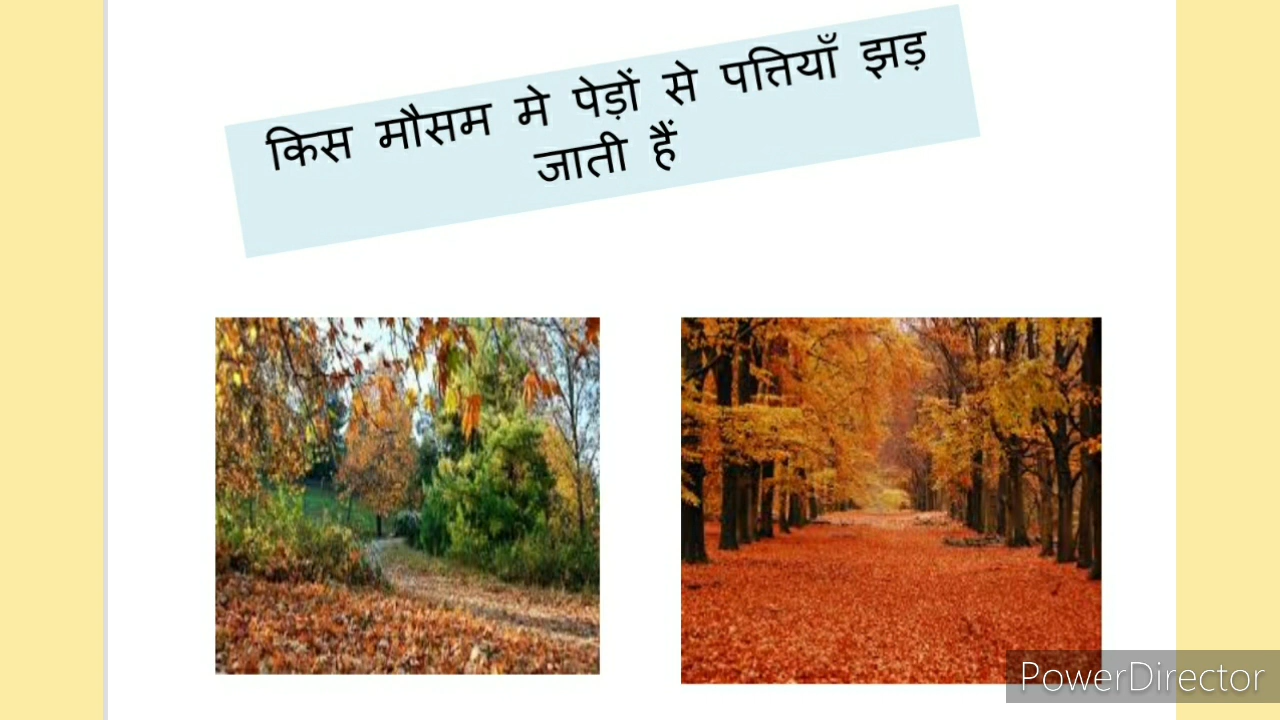 किस मौसम मे पेड़ों से पत्तियाँ झड़
जाती हैं
PowerDirector